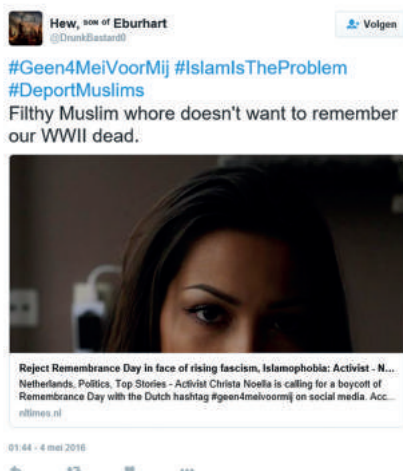 Hew, son of Eburhart
@DrunkBastard0
Volgen
#Geen4MeiVoorMij #IslamIsTheProblem
#DeportMuslims
Filthy Muslim whore doesn't want to remember
our WWII dead.
Reject Remembrance Day in face of rising fascism, Islamophobia: Activist - N...
Netherlands, Politics, Top Stories - Activist Christa Noella is calling for a boycott of
Remembrance Day with the Dutch hashtag #geen4meivoormij on social media. Acc...
nltimes.nl
01:44 - 4 mei 2016